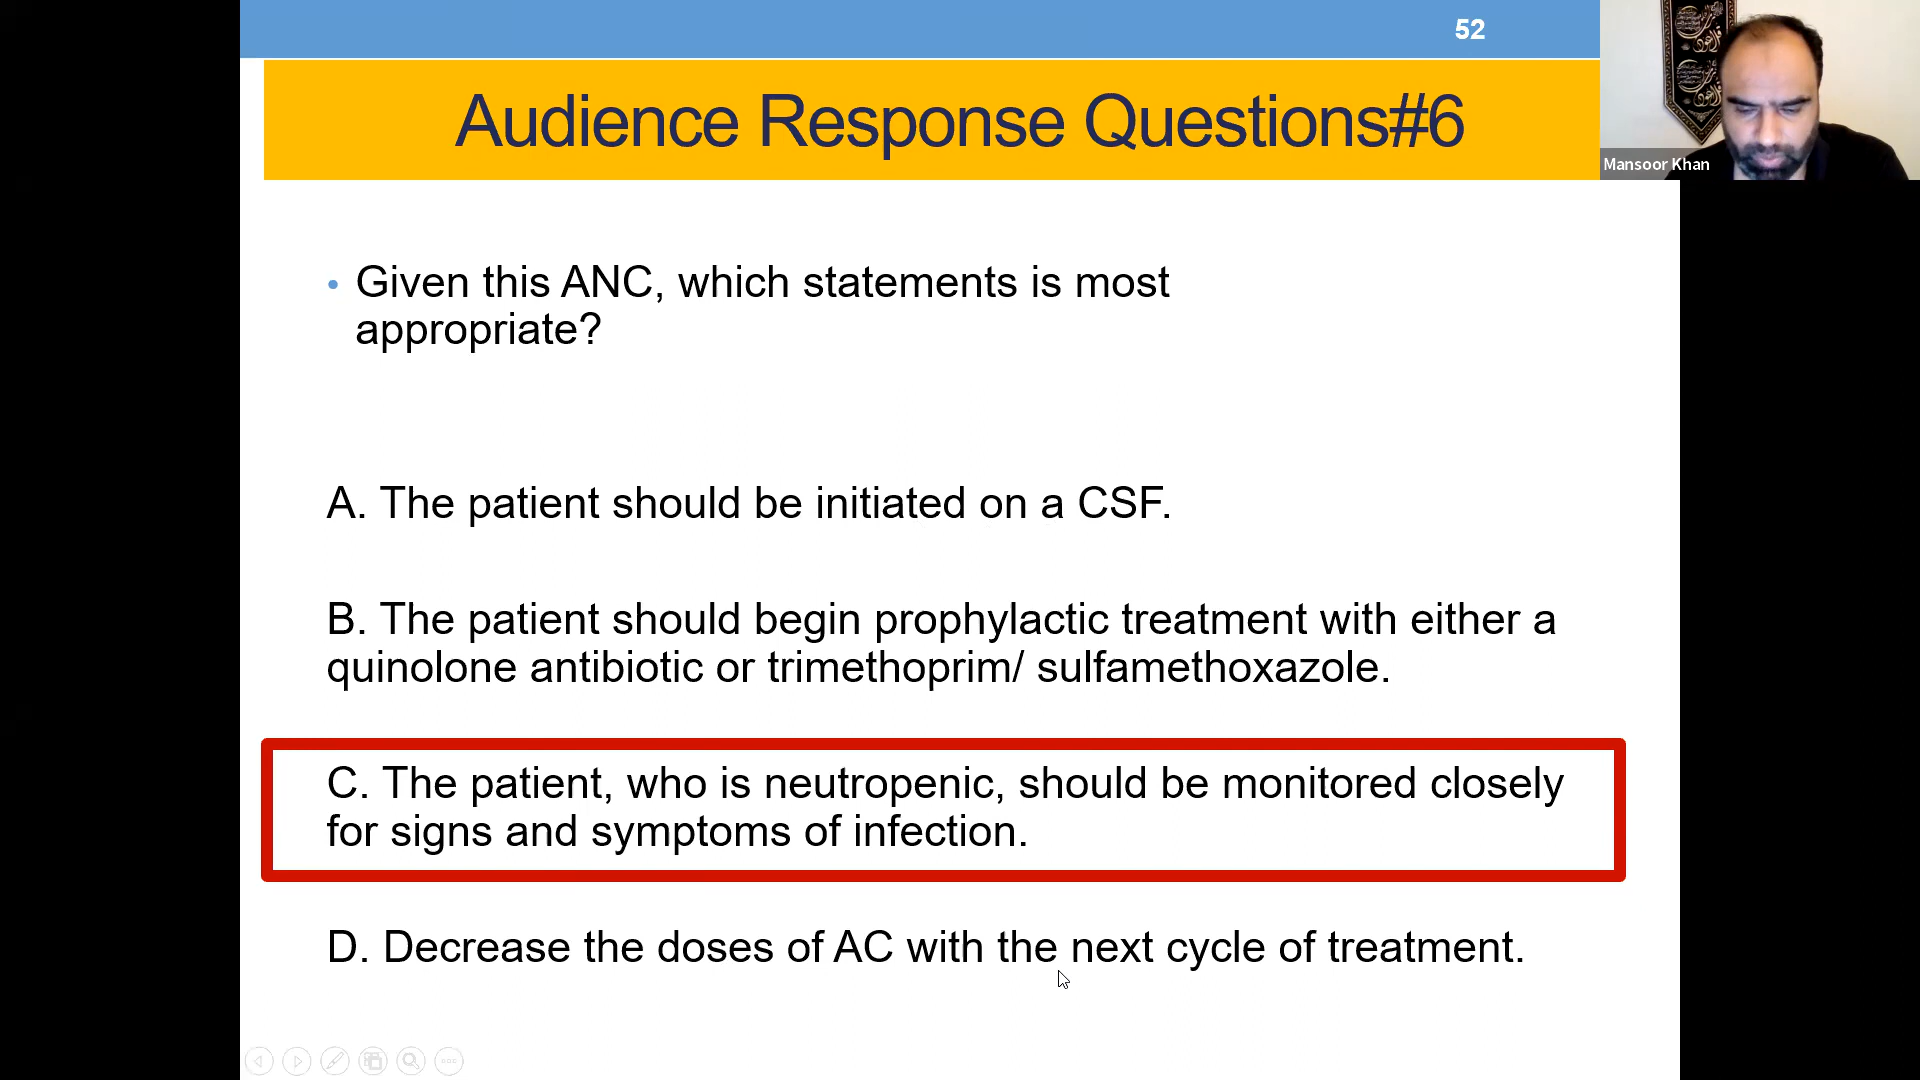 52
Audience Response Questions#6
Mansoor Khan
• Given this ANC, which statements is most
appropriate?
A. The patient should be initiated on a CSF.
B. The patient should begin prophylactic treatment with either a
quinolone antibiotic or trimethoprim/ sulfamethoxazole.
C. The patient, who is neutropenic, should be monitored closely
for signs and symptoms of infection.
D. Decrease the doses of AC with the next cycle of treatment.